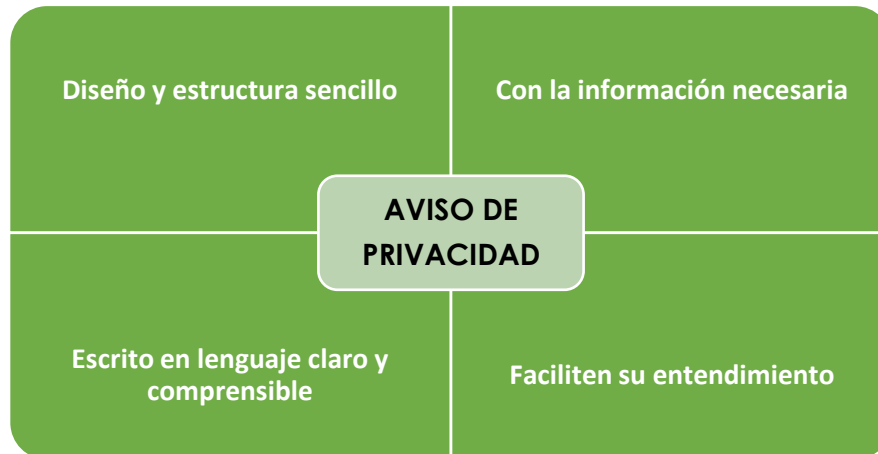 Diseño y estructura sencillo
Con la información necesaria
AVISO DE
PRIVACIDAD
Escrito en lenguaje claro y
comprensible
Faciliten su entendimiento